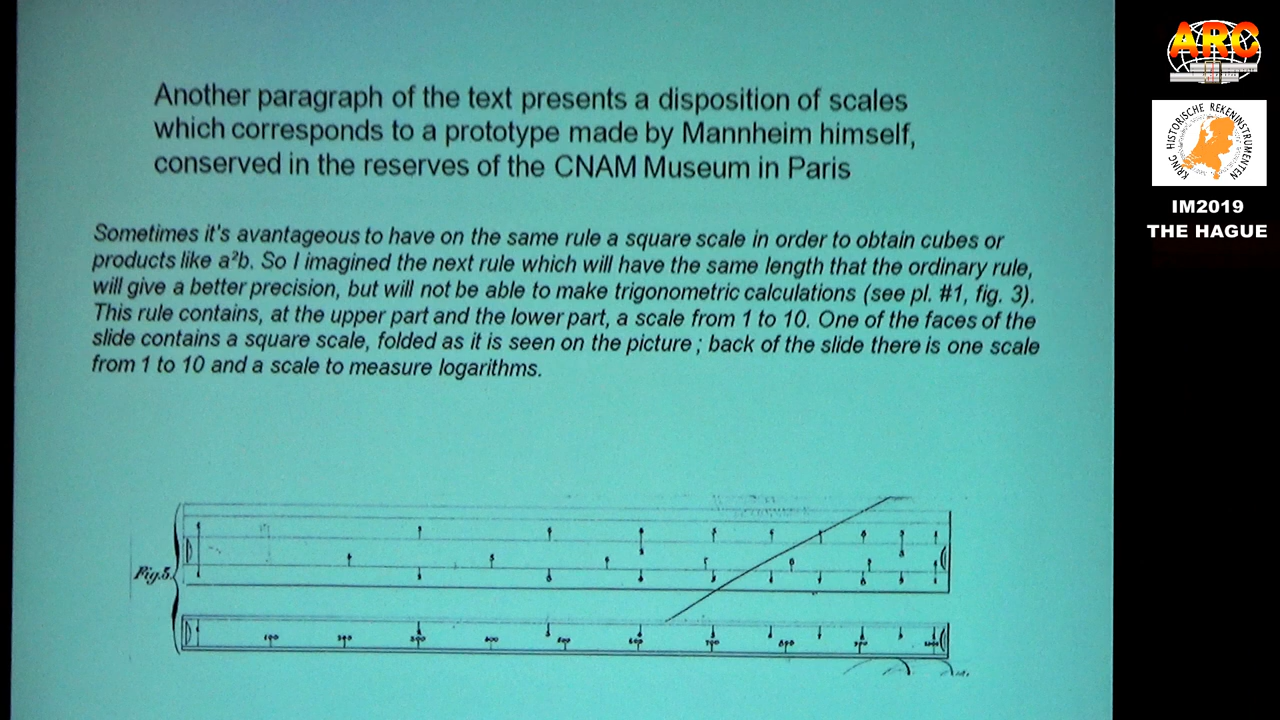 Another paragraph of the text presents a disposition of scales
which corresponds to a prototype made by Mannheim himself,
conserved in the reserves of the CNAM Museum in Paris
Sometimes it's avantageous to have on the same rule a square scale in order to obtain cubes or
products like a²b. So I imagined the next rule which will have the same length that the ordinary rule,
will give a better precision, but will not be able to make trigonometric calculations (see pl. #1, fig. 3).
This rule contains, at the upper part and the lower part, a scale from 1 to 10. One of the faces of the
slide contains a square scale, folded as it is seen on the picture ; back of the slide there is one scale
from 1 to 10 and a scale to measure logarithms.
ARC
KRING HISTORISCHE REKENINSTRUMENTEN
IM2019
THE HAGUE